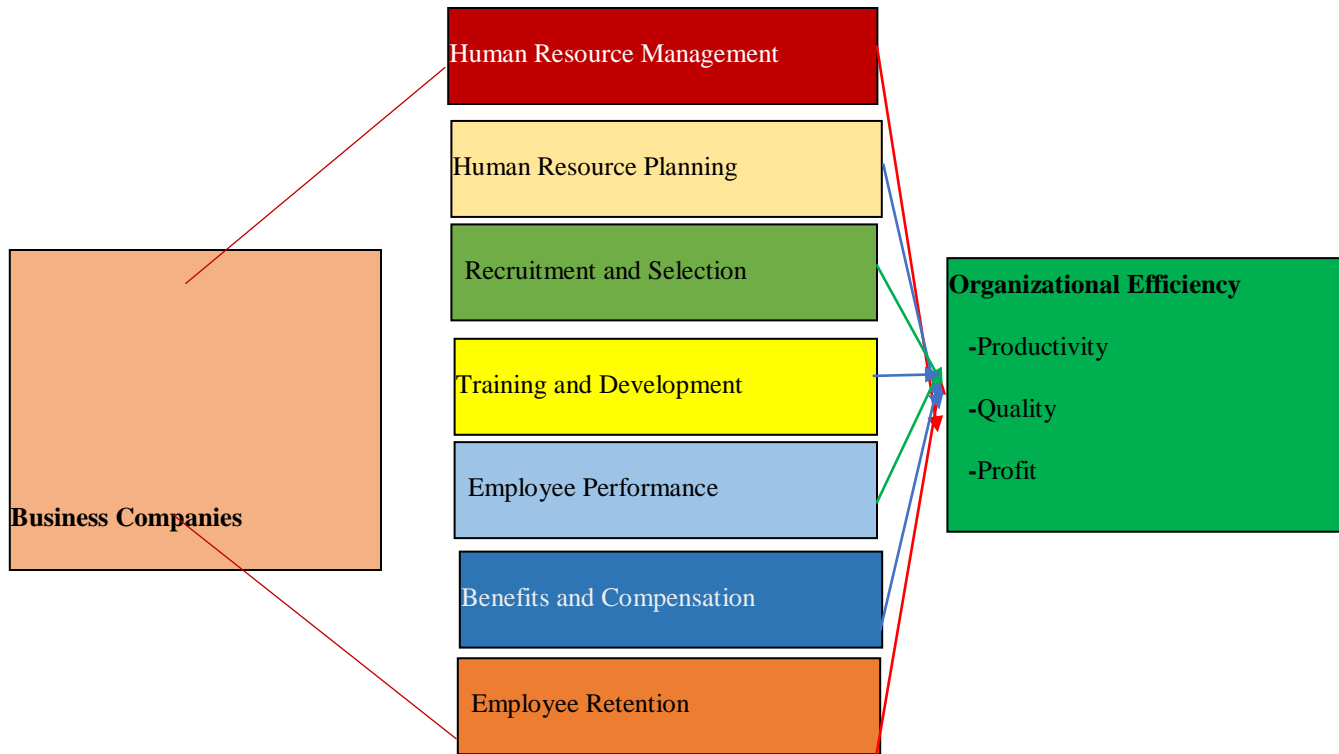 Human Resource Management
Human Resource Planning
Recruitment and Selection
Training and Development
Employee Performance
Benefits and Compensation
Employee Retention
Business Companies
Organizational Efficiency
-Productivity
-Quality
-Profit